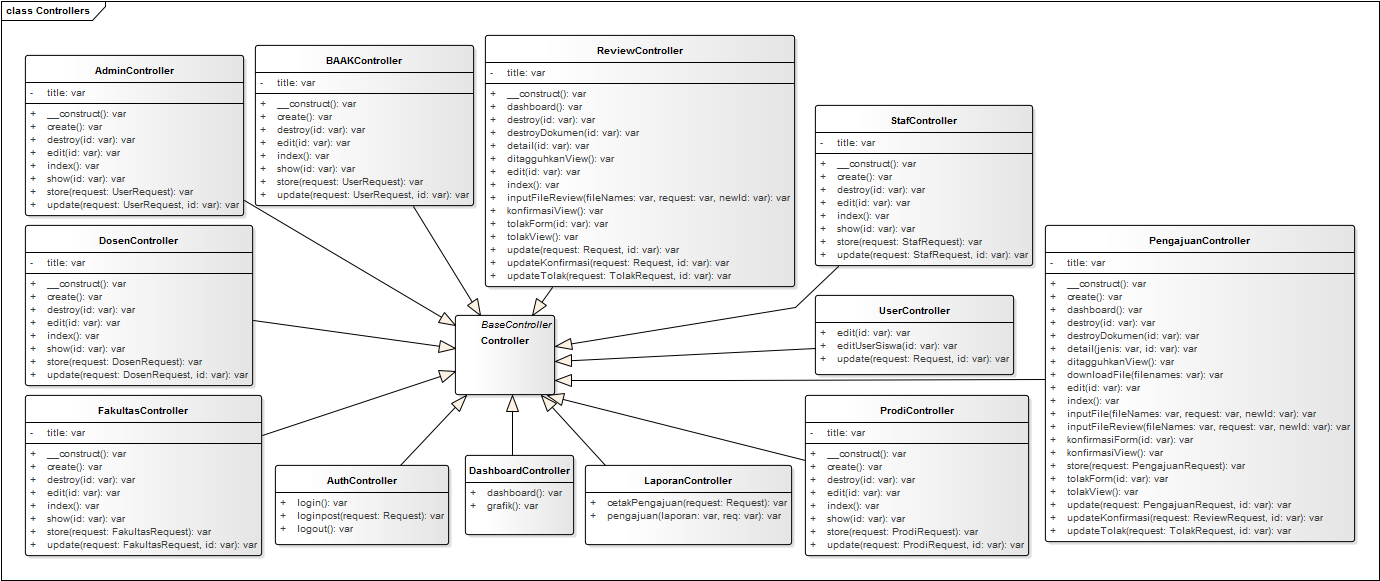 class Controllers
AdminController
- title: var
+ __construct(): var
+ create(): var
+ destroy(id: var): var
+ edit(id: var): var
+ index(): var
+ show(id: var): var
+ store(request: UserRequest): var
+ update(request: UserRequest, id: var): var
BAAKController
- title: var
+ __construct(): var
+ create(): var
+ destroy(id: var): var
+ edit(id: var): var
+ index(): var
+ show(id: var): var
+ store(request: UserRequest): var
+ update(request: UserRequest, id: var): var
ReviewController
- title: var
+ __construct(): var
+ dashboard(): var
+ destroy(id: var): var
+ destroyDokumen(id: var): var
+ detail(id: var): var
+ ditagguhkanView(): var
+ edit(id: var): var
+ index(): var
+ inputFileReview(fileNames: var, request: var, newId: var): var
+ konfirmasiView(): var
+ tolakForm(id: var): var
+ tolakView(): var
+ update(request: Request, id: var): var
+ updateKonfirmasi(request: Request, id: var): var
+ updateTolak(request: TolakRequest, id: var): var
StafController
- title: var
+ __construct(): var
+ create(): var
+ destroy(id: var): var
+ edit(id: var): var
+ index(): var
+ show(id: var): var
+ store(request: StafRequest): var
+ update(request: StafRequest, id: var): var
DosenController
- title: var
+ __construct(): var
+ create(): var
+ destroy(id: var): var
+ edit(id: var): var
+ index(): var
+ show(id: var): var
+ store(request: DosenRequest): var
+ update(request: DosenRequest, id: var): var
BaseController
Controller
UserController
+ edit(id: var): var
+ editUserSiswa(id: var): var
+ update(request: Request, id: var): var
PengajuanController
- title: var
+ __construct(): var
+ create(): var
+ dashboard(): var
+ destroy(id: var): var
+ destroyDokumen(id: var): var
+ detail(jenis: var, id: var): var
+ ditagguhkanView(): var
+ downloadFile(filenames: var): var
+ edit(id: var): var
+ index(): var
+ inputFile(fileNames: var, request: var, newId: var): var
+ inputFileReview(fileNames: var, request: var, newId: var): var
+ konfirmasiForm(id: var): var
+ konfirmasiView(): var
+ store(request: PengajuanRequest): var
+ tolakForm(id: var): var
+ tolakView(): var
+ update(request: PengajuanRequest, id: var): var
+ updateKonfirmasi(request: ReviewRequest, id: var): var
+ updateTolak(request: TolakRequest, id: var): var
FakultasController
- title: var
+ __construct(): var
+ create(): var
+ destroy(id: var): var
+ edit(id: var): var
+ index(): var
+ show(id: var): var
+ store(request: FakultasRequest): var
+ update(request: FakultasRequest, id: var): var
AuthController
+ login(): var
+ loginpost(request: Request): var
+ logout(): var
DashboardController
+ dashboard(): var
+ grafik(): var
LaporanController
+ cetakPengajuan(request: Request): var
+ pengajuan(laporan: var, req: var): var
ProdiController
- title: var
+ __construct(): var
+ create(): var
+ destroy(id: var): var
+ edit(id: var): var
+ index(): var
+ show(id: var): var
+ store(request: ProdiRequest): var
+ update(request: ProdiRequest, id: var): var